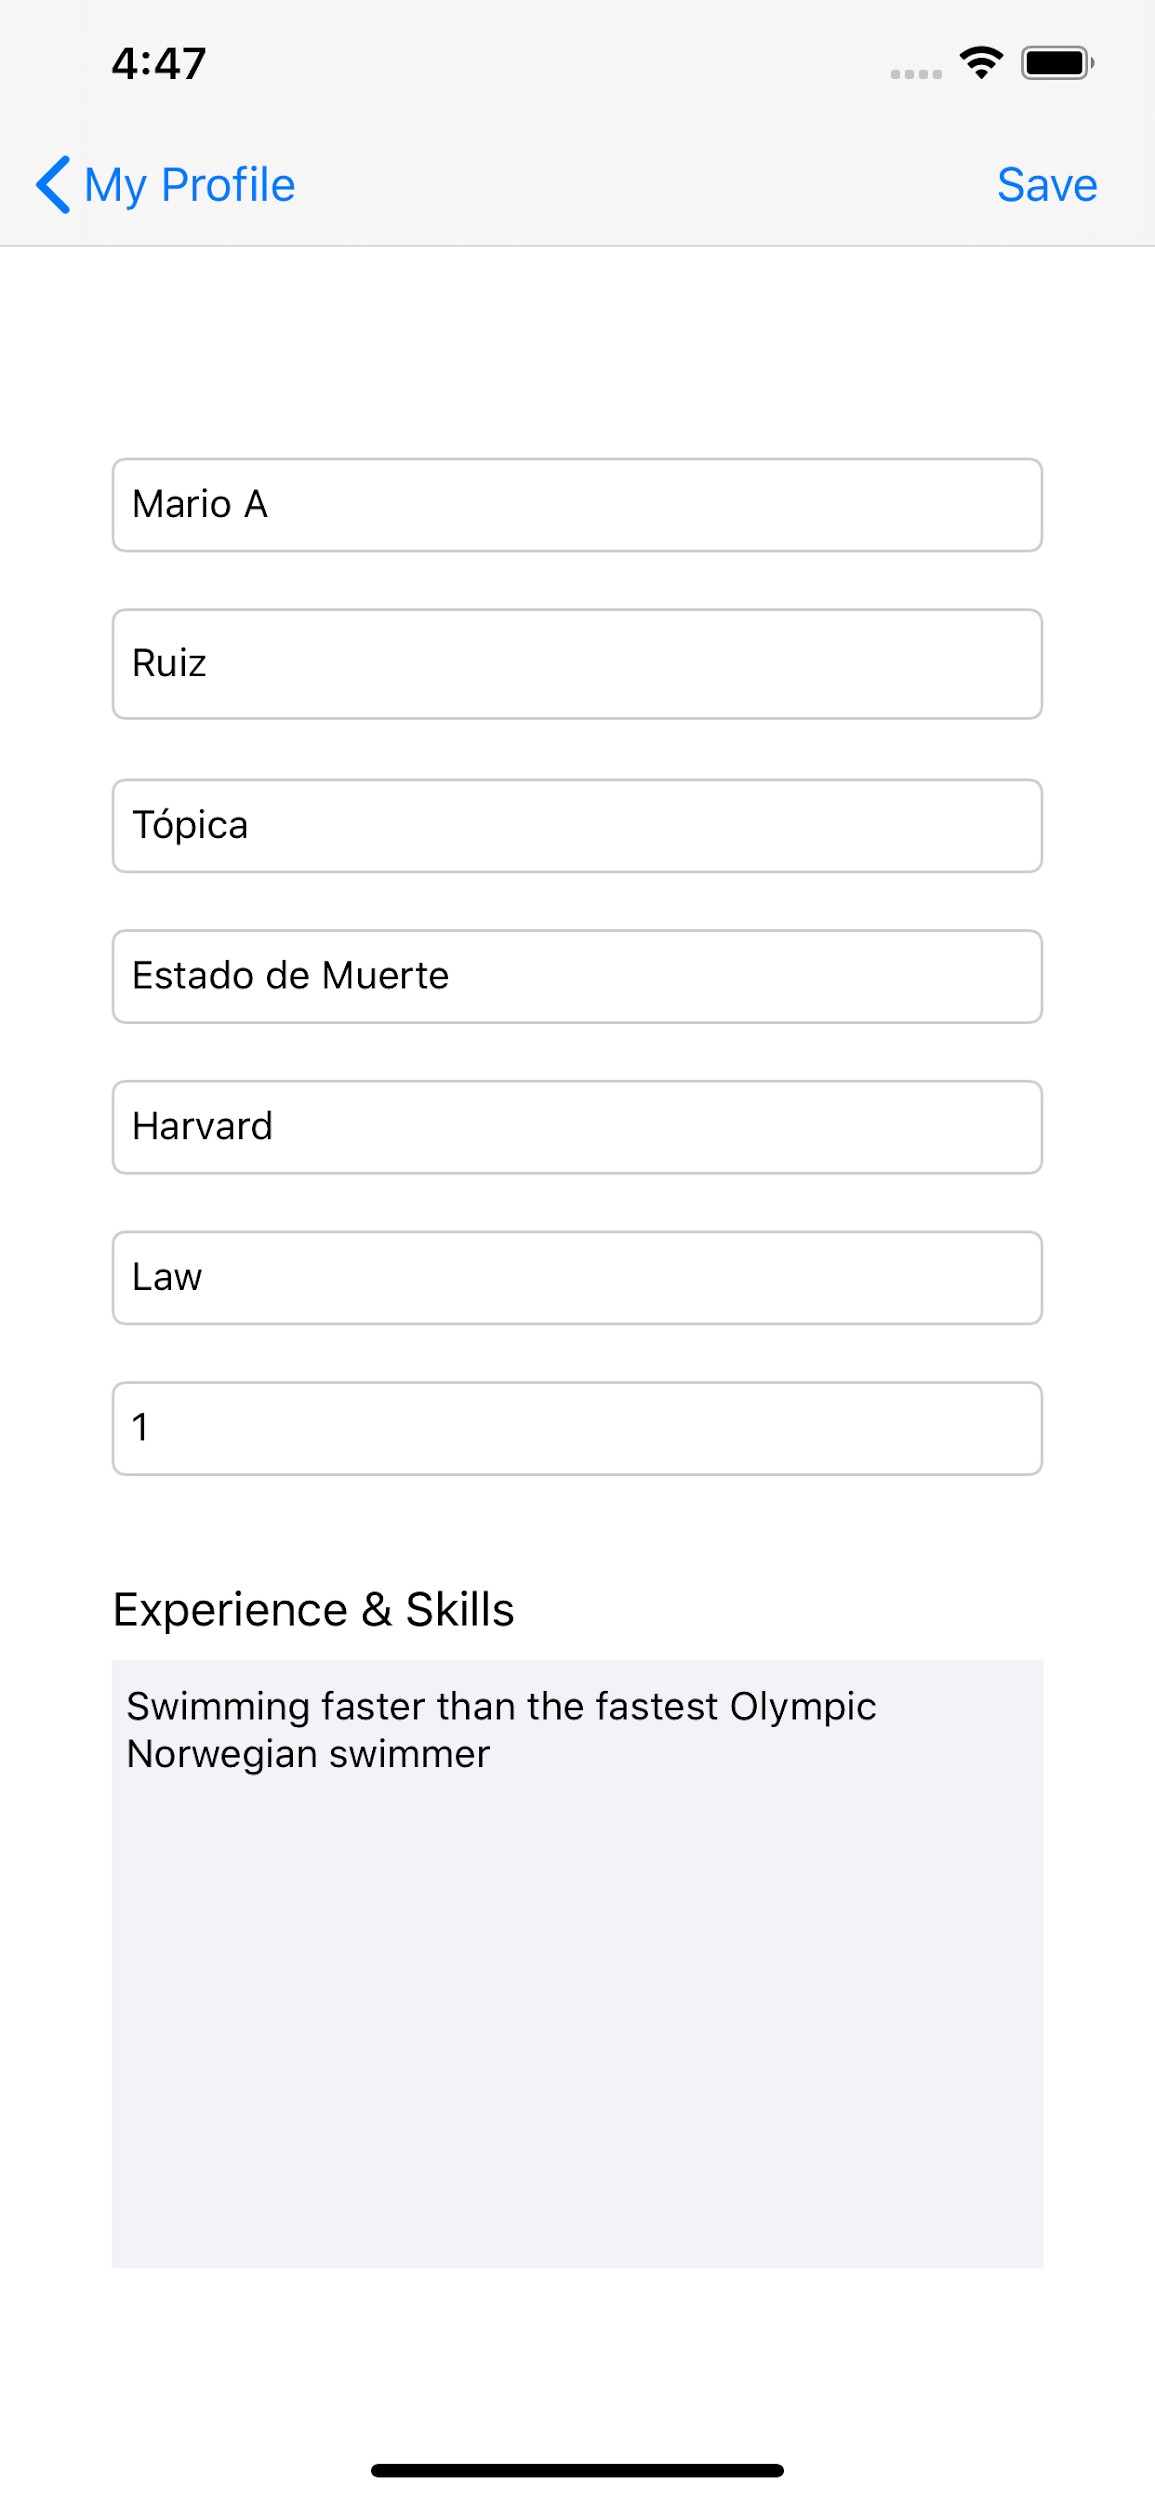 4:47
My Profile
Save
Mario A
Ruiz
Tópica
Estado de Muerte
Harvard
Law
1
Experience & Skills
Swimming faster than the fastest Olympic
Norwegian swimmer